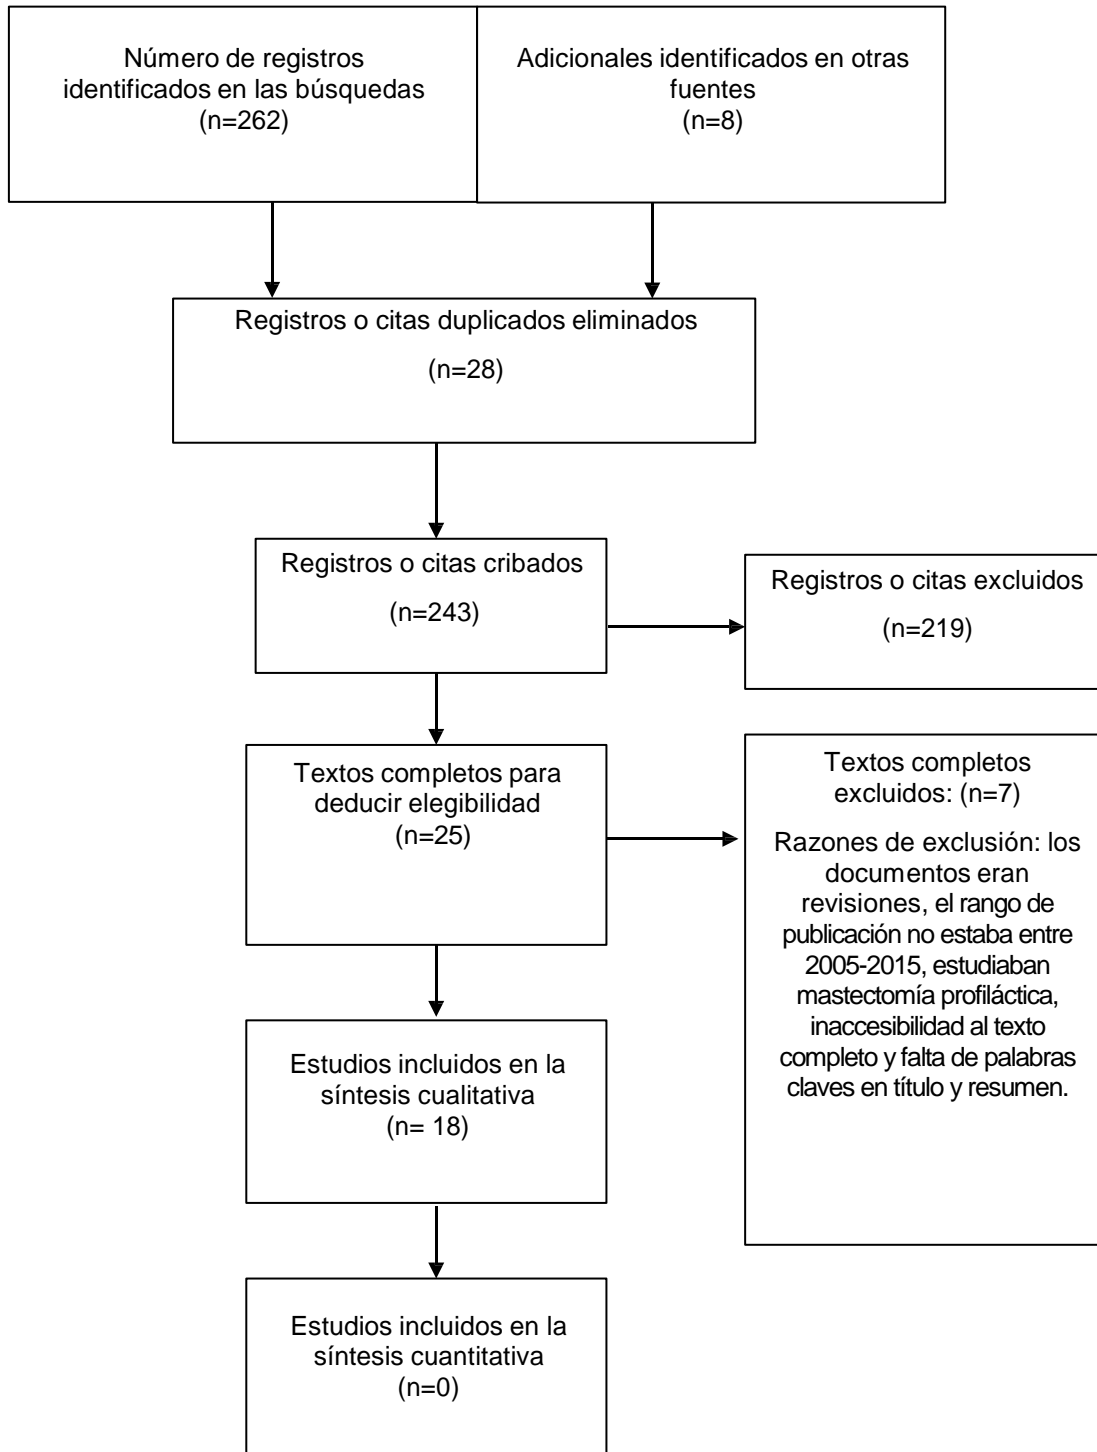 Número de registros
identificados en las búsquedas
(n=262)
Adicionales identificados en otras
fuentes
(n=8)
Registros o citas duplicados eliminados
(n=28)
Registros o citas cribados
(n=243)
Registros o citas excluidos
(n=219)
Textos completos para
deducir elegibilidad
(n=25)
Textos completos
excluidos: (n=7)
Razones de exclusión: los
documentos eran
revisiones, el rango de
publicación no estaba entre
2005-2015, estudiaban
mastectomía profiláctica,
inaccesibilidad al texto
completo y falta de palabras
claves en título y resumen.
Estudios incluidos en la
síntesis cualitativa
(n= 18)
Estudios incluidos en la
síntesis cuantitativa
(n=0)